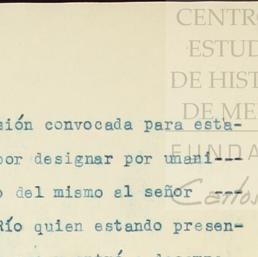 CENTRO
ESTUD
DE HIST
DE ME
FUNDA
Carlos
sión convocada para esta-
por designar por unani---
o del mismo al señor ---
Río quien estando presen-